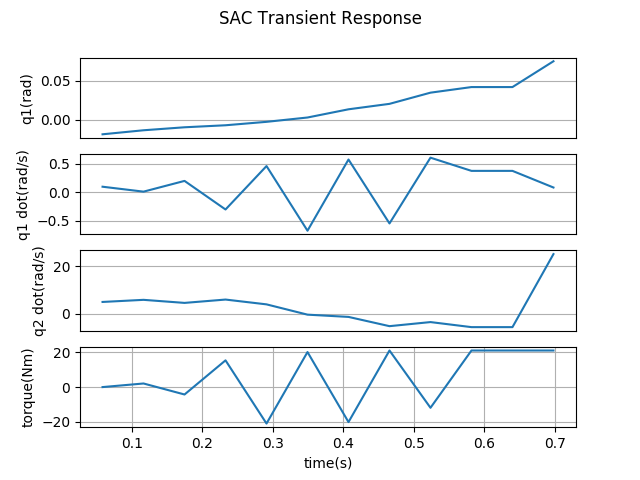 SAC Transient Response
q1(rad)
0.05
0.00
q1 dot(rad/s)
0.5
0.0
−0.5
q2 dot(rad/s)
20
0
torque(Nm)
20
0
−20
0.1 0.2 0.3 0.4 0.5 0.6 0.7
time(s)